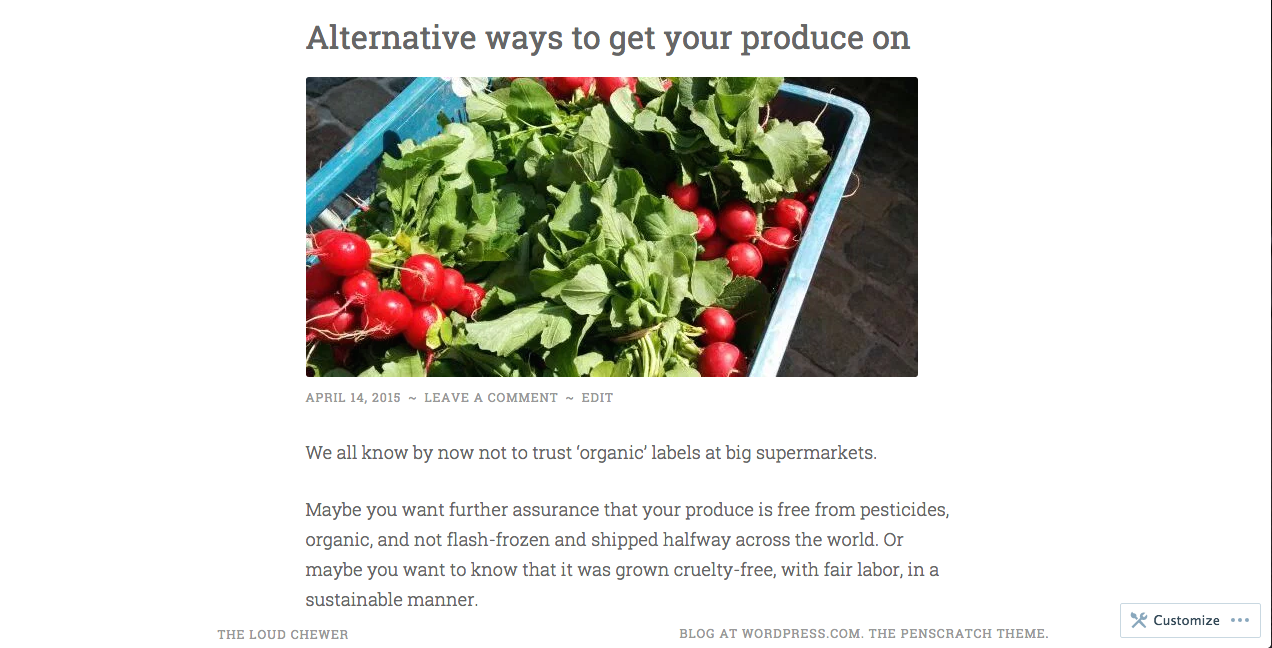 Alternative ways to get your produce on
APRIL 14, 2015 ~ LEAVE A COMMENT ~ EDIT
We all know by now not to trust ‘organic’ labels at big supermarkets.
Maybe you want further assurance that your produce is free from pesticides,
organic, and not flash-frozen and shipped halfway across the world. Or
maybe you want to know that it was grown cruelty-free, with fair labor, in a
sustainable manner.
THE LOUD CHEWER
BLOG AT WORDPRESS.COM. THE PENSCRATCH THEME.
Customize